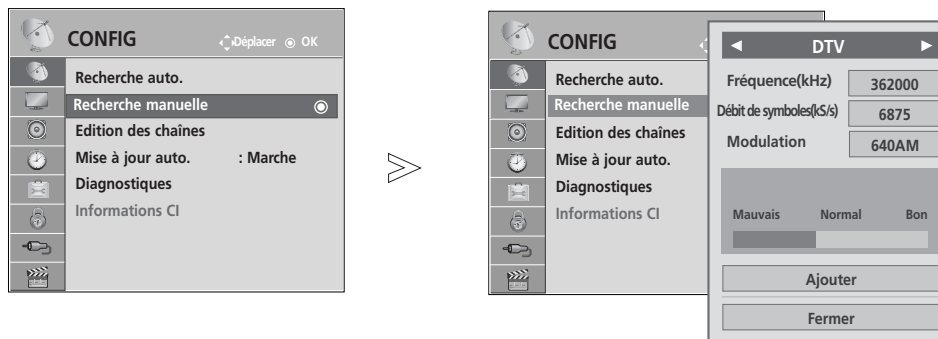 CONFIG
Déplacer OK
Recherche auto.
Recherche manuelle
Edition des chaînes
Mise à jour auto. : Marche
Diagnostiques
Informations CI
CONFIG
Recherche auto.
Recherche manuelle
Edition des chaînes
Mise à jour auto.
Diagnostiques
Informations CI
DTV
Fréquence(kHz) 362000
Débit de symboles(kS/s) 6875
Modulation 640AM
Mauvais Normal Bon
Ajouter
Fermer